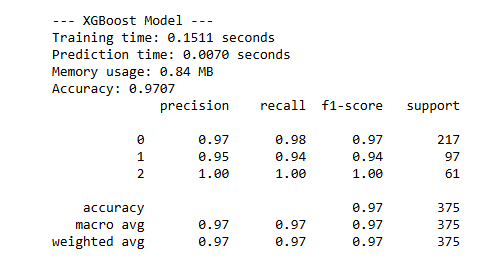 --- XGBoost Model ---
Training time: 0.1511 seconds
Prediction time: 0.0070 seconds
Memory usage: 0.84 MB
Accuracy: 0.9707
precision recall f1-score support
0 0.97 0.98 0.97 217
1 0.95 0.94 0.94 97
2 1.00 1.00 1.00 61
accuracy 0.97 375
macro avg 0.97 0.97 0.97 375
weighted avg 0.97 0.97 0.97 375